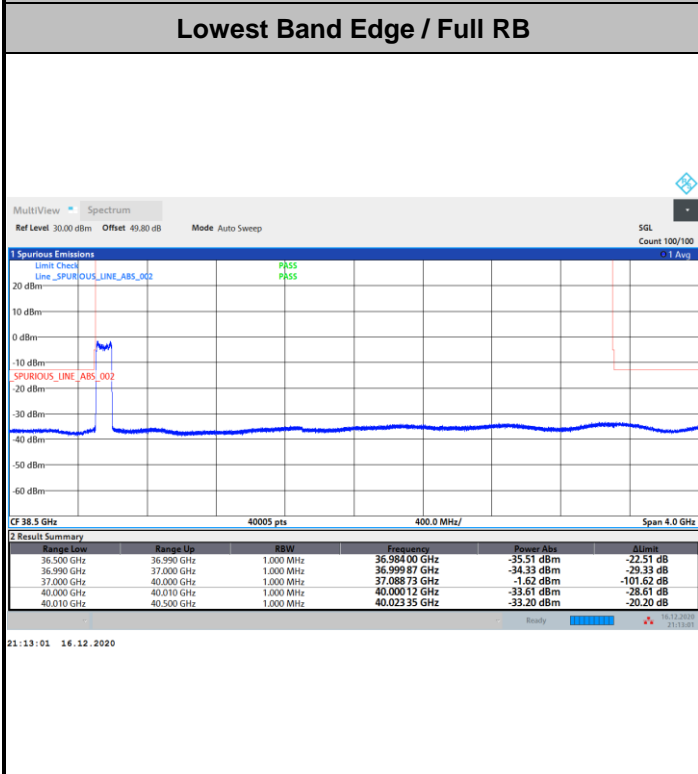 Lowest Band Edge / Full RB
MultiView Spectrum
Ref Level 30.00 dBm Offset 49.80 dB Mode Auto Sweep SGL
Count 100/100
1 Spurious Emissions 1 Avg
Limit Check PASS
Line _SPURIOUS_LINE_ABS_002 PASS
20 dBm
10 dBm
0 dBm
-10 dBm
_SPURIOUS_LINE_ABS_002
-20 dBm
-30 dBm
-40 dBm
-50 dBm
-60 dBm
CF 38.5 GHz 40005 pts 400.0 MHz/ Span 4.0 GHz
2 Result Summary
Range Low Range Up RBW Frequency Power Abs ΔLimit
36.500 GHz 36.990 GHz 1.000 MHz 36.984 00 GHz -35.51 dBm -22.51 dB
36.990 GHz 37.000 GHz 1.000 MHz 36.999 87 GHz -34.33 dBm -29.33 dB
37.000 GHz 40.000 GHz 1.000 MHz 37.088 73 GHz -1.62 dBm -101.62 dB
40.000 GHz 40.010 GHz 1.000 MHz 40.000 12 GHz -33.61 dBm -28.61 dB
40.010 GHz 40.500 GHz 1.000 MHz 40.023 35 GHz -33.20 dBm -20.20 dB
Ready 16.12.2020
21:13:01
21:13:01 16.12.2020